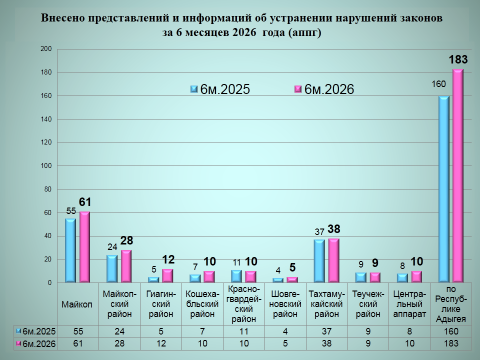 Внесено представлений и информаций об устранении нарушений законов
за 6 месяцев 2026 года (аппг)
200
180
160
140
120
100
80
60
40
20
0
6м.2025 6м.2026
55 61
24 28
5 12
7 10
11 10
4 5
37 38
9 9
8 10
160 183
Майкоп
Майкоп-
ский
район
Гиагин-
ский
район
Кошеха-
бльский
район
Красно-
гвардей-
ский
район
Шовге-
новский
район
Тахтаму-
кайский
район
Теучеж-
ский
район
Центра-
льный
аппарат
по
Респуб-
лике
Адыгея
6м.2025 55 24 5 7 11 4 37 9 8 160
6м.2026 61 28 12 10 10 5 38 9 10 183